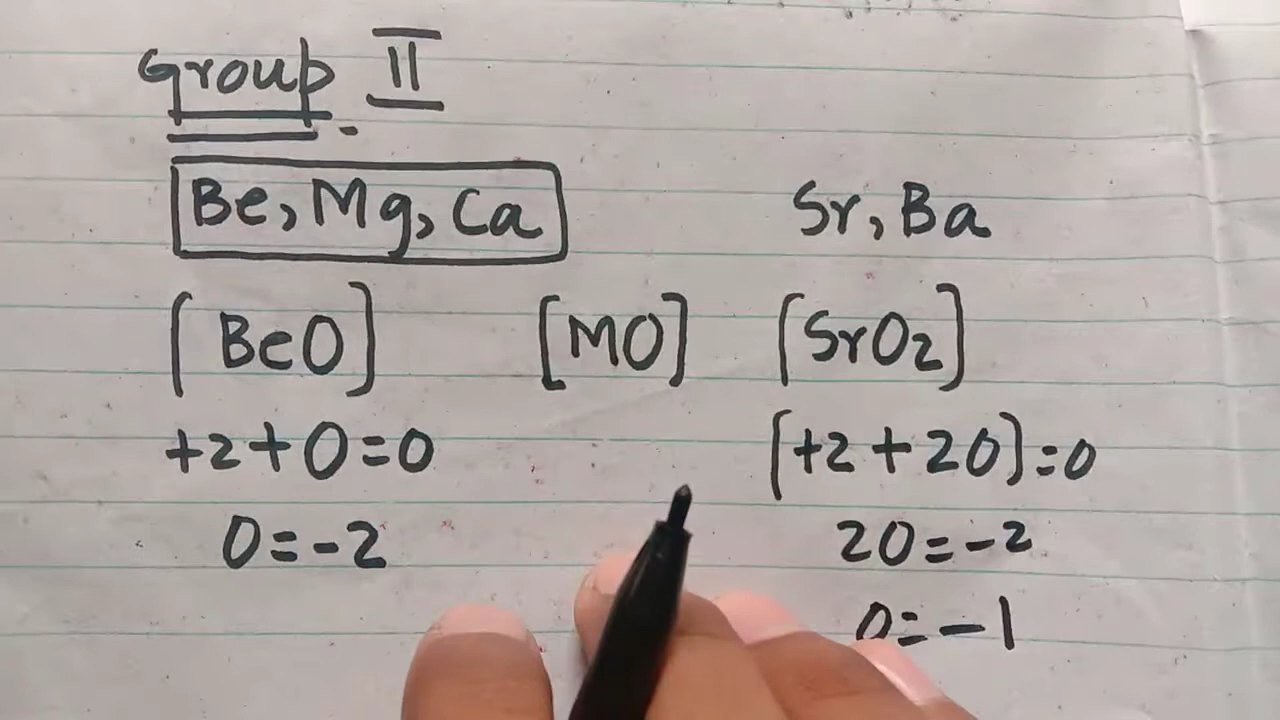 Group II
Be, Mg, Ca Sr, Ba
[BeO] [MO] [SrO2]
+2+O=0 [+2+2O]=0
O=-2 2O=-2
O=-1